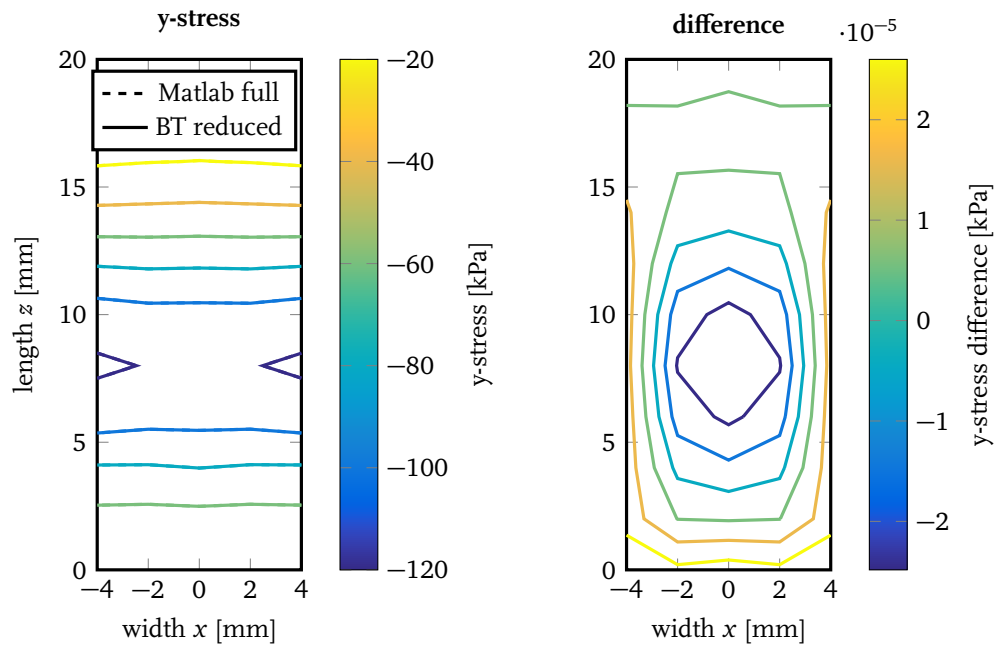 y-stress
20
15
10
5
0
length z [mm]
Matlab full
BT reduced
−4 −2 0 2 4
width x [mm]
−20
−40
−60
−80
−100
−120
y-stress [kPa]
difference
·10⁻⁵
20
15
10
5
0
−4 −2 0 2 4
width x [mm]
2
1
0
−1
−2
y-stress difference [kPa]